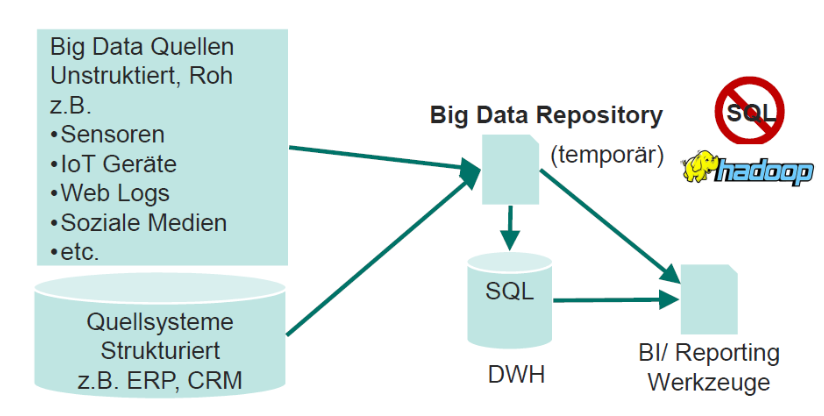 Big Data Quellen
Unstruktiert, Roh
z.B.
•Sensoren
•IoT Geräte
•Web Logs
•Soziale Medien
•etc.
Quellsysteme
Strukturiert
z.B. ERP, CRM
Big Data Repository
(temporär)
SQL
hadoop
SQL
DWH
BI/ Reporting
Werkzeuge